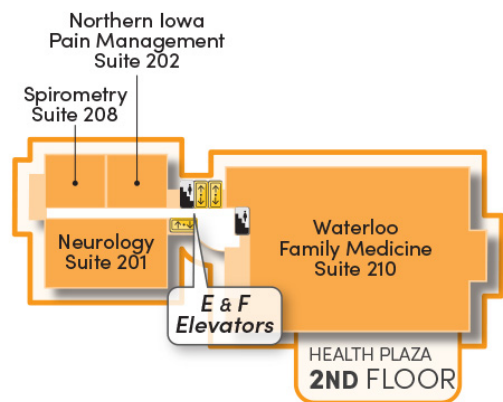 Northern Iowa
Pain Management
Suite 202
Spirometry
Suite 208
Neurology
Suite 201
Waterloo
Family Medicine
Suite 210
E & F
Elevators
HEALTH PLAZA
2ND FLOOR